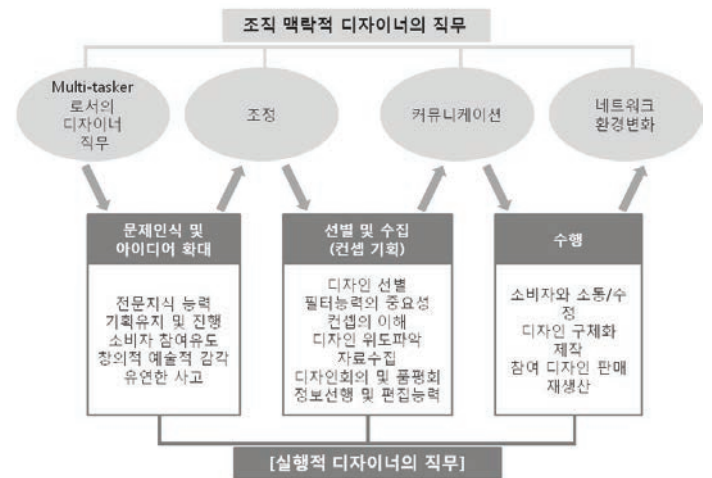 조직 맥락적 디자이너의 직무
Multi-tasker
로서의
디자이너
직무
조정
커뮤니케이션
네트워크
환경변화
문제인식 및
아이디어 확대
전문지식 능력
기획유지 및 진행
소비자 참여유도
창의적 예술적 감각
유연한 사고
선별 및 수집
(컨셉 기획)
디자인 선별
필터능력의 중요성
컨셉의 이해
디자인 위도파악
자료수집
디자인회의 및 품평회
정보선행 및 편집능력
수행
소비자와 소통/수
정
디자인 구체화
제작
참여 디자인 판매
재생산
[실행적 디자이너의 직무]